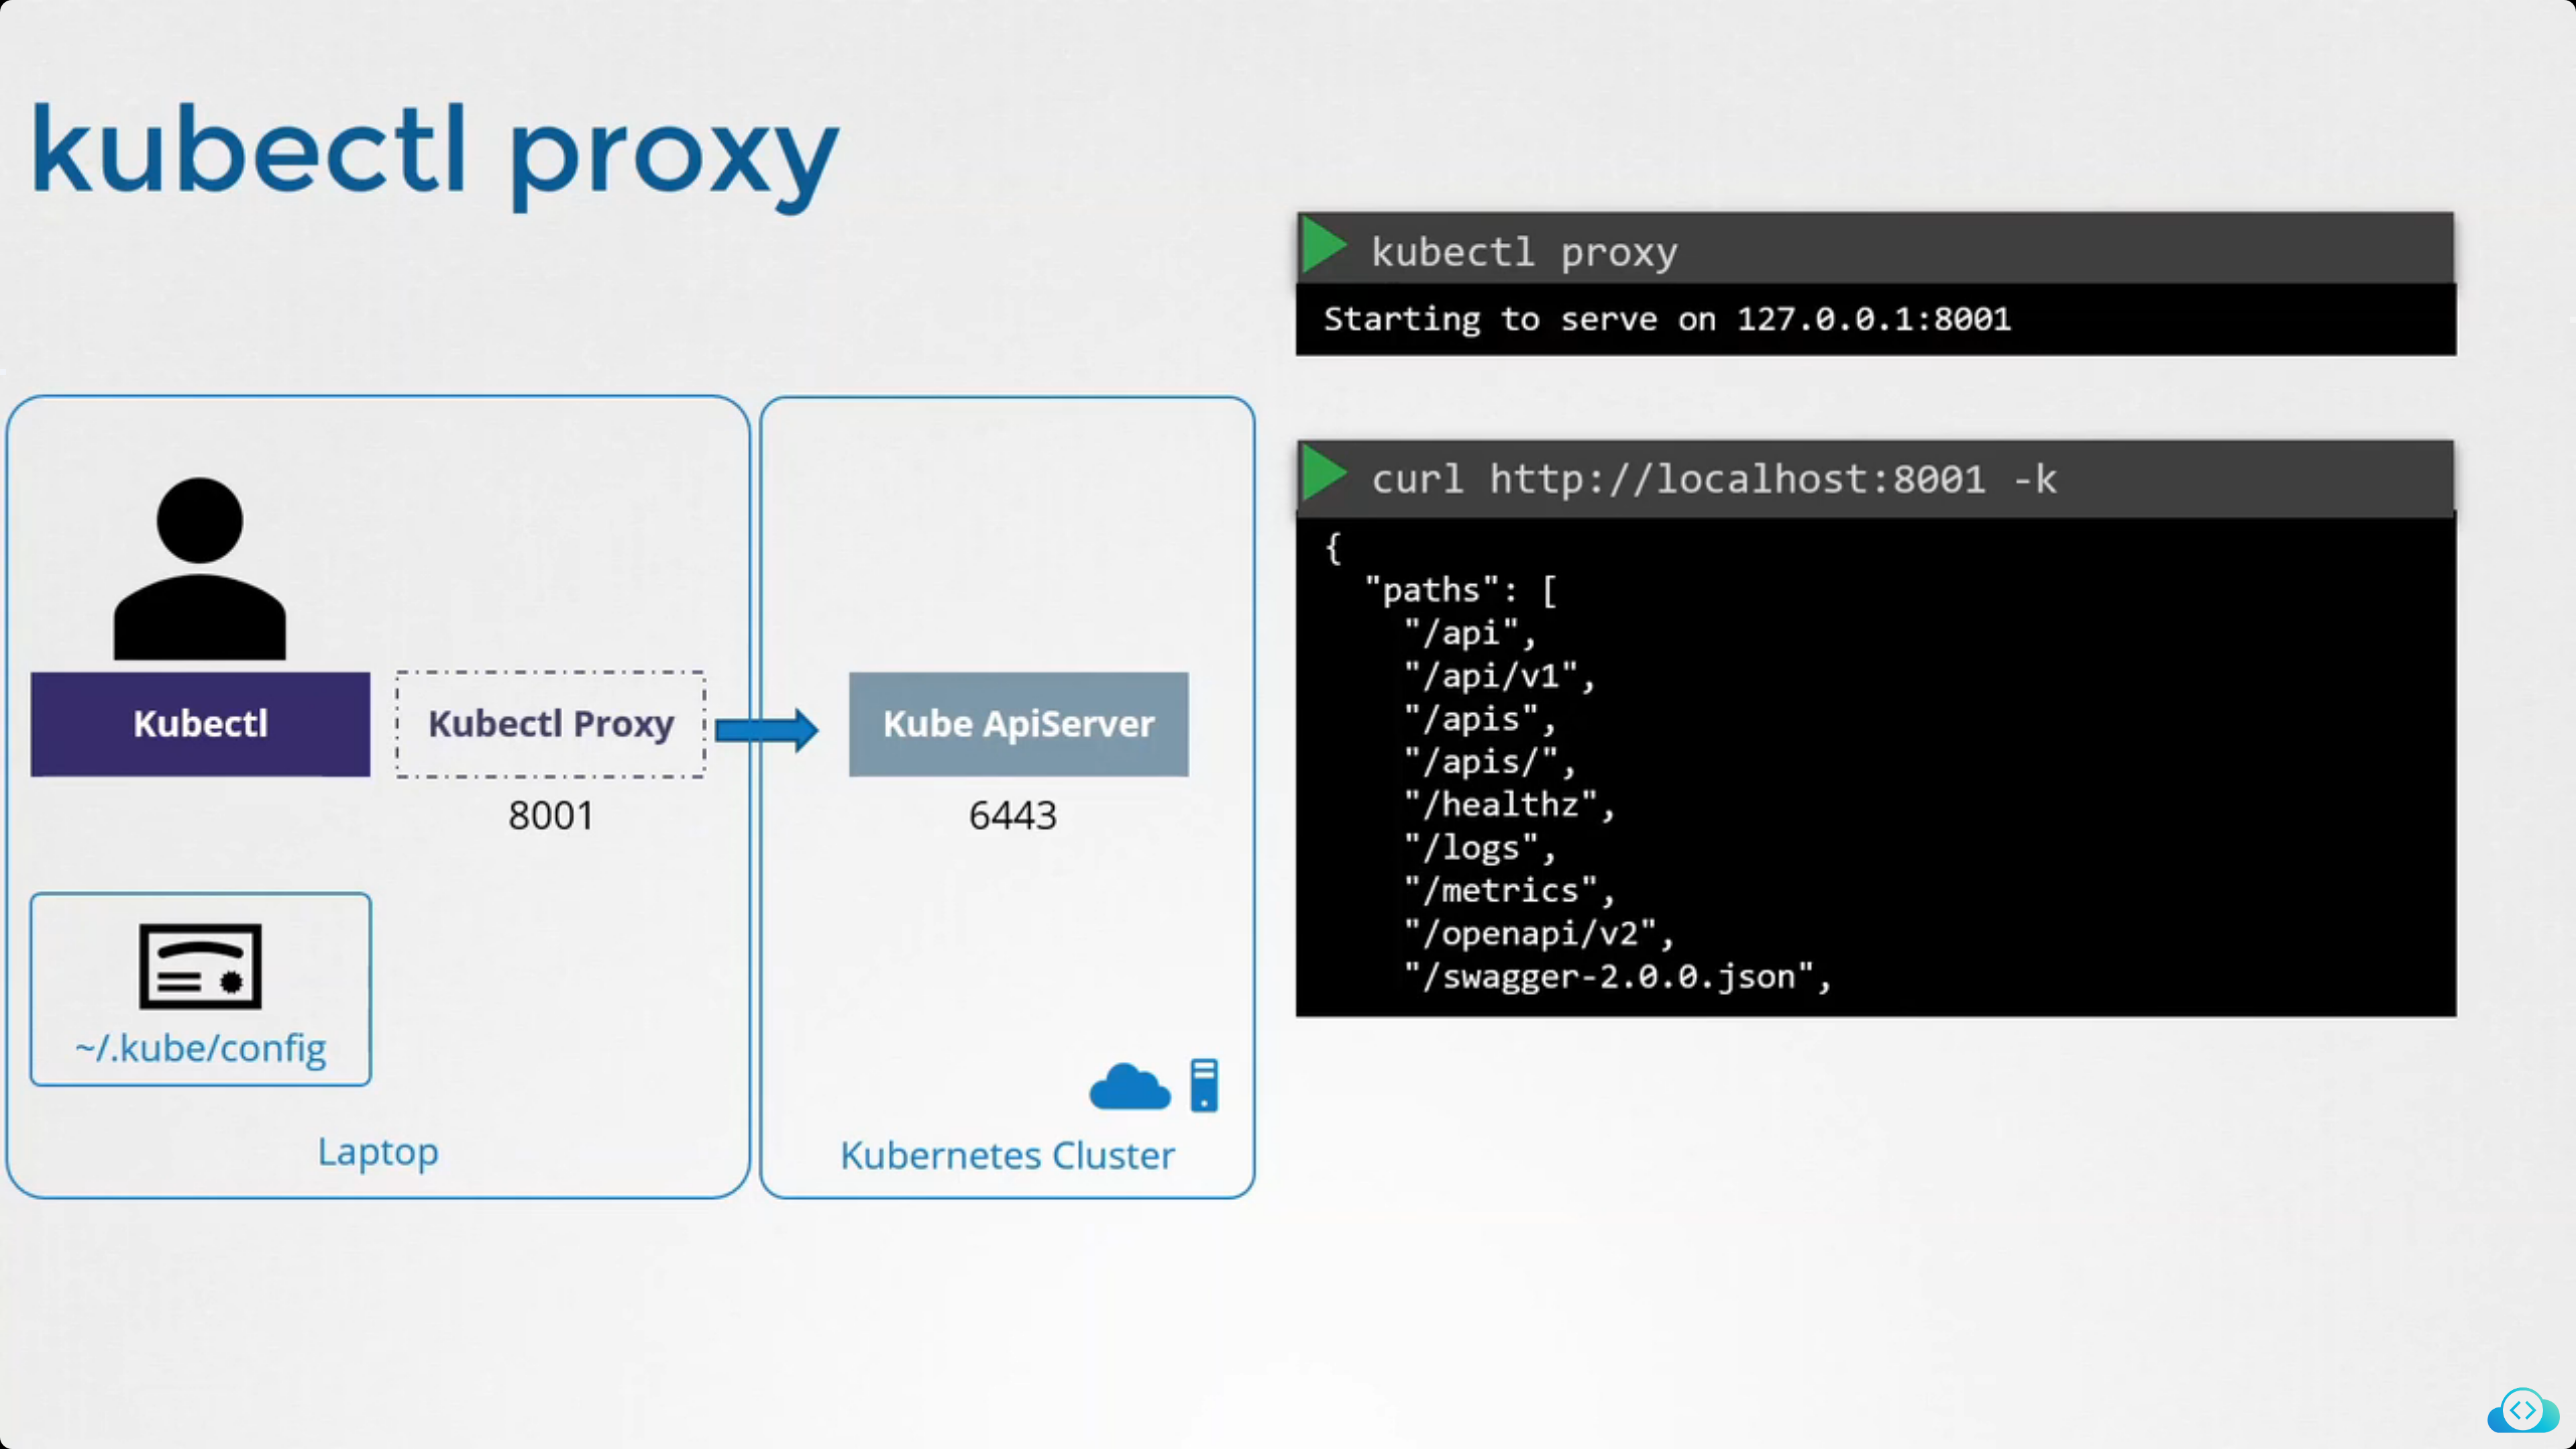 kubectl proxy
kubectl proxy
Starting to serve on 127.0.0.1:8001
curl http://localhost:8001 -k
{
"paths": [
"/api",
"/api/v1",
"/apis",
"/apis/",
"/healthz",
"/logs",
"/metrics",
"/openapi/v2",
"/swagger-2.0.0.json",
Kubectl
Kubectl Proxy
Kube ApiServer
8001
6443
~/.kube/config
Laptop
Kubernetes Cluster